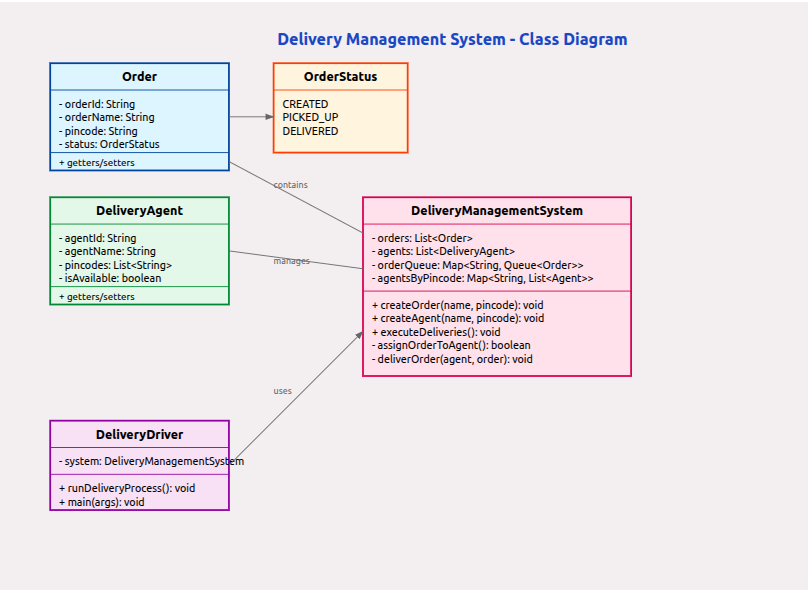 Delivery Management System - Class Diagram
Order
- orderId: String
- orderName: String
- pincode: String
- status: OrderStatus
+ getters/setters
OrderStatus
CREATED
PICKED_UP
DELIVERED
contains
DeliveryAgent
- agentId: String
- agentName: String
- pincodes: List<String>
- isAvailable: boolean
+ getters/setters
manages
DeliveryManagementSystem
- orders: List<Order>
- agents: List<DeliveryAgent>
- orderQueue: Map<String, Queue<Order>>
- agentsByPincode: Map<String, List<Agent>>
+ createOrder(name, pincode): void
+ createAgent(name, pincode): void
+ executeDeliveries(): void
- assignOrderToAgent(): boolean
- deliverOrder(agent, order): void
uses
DeliveryDriver
- system: DeliveryManagementSystem
+ runDeliveryProcess(): void
+ main(args): void